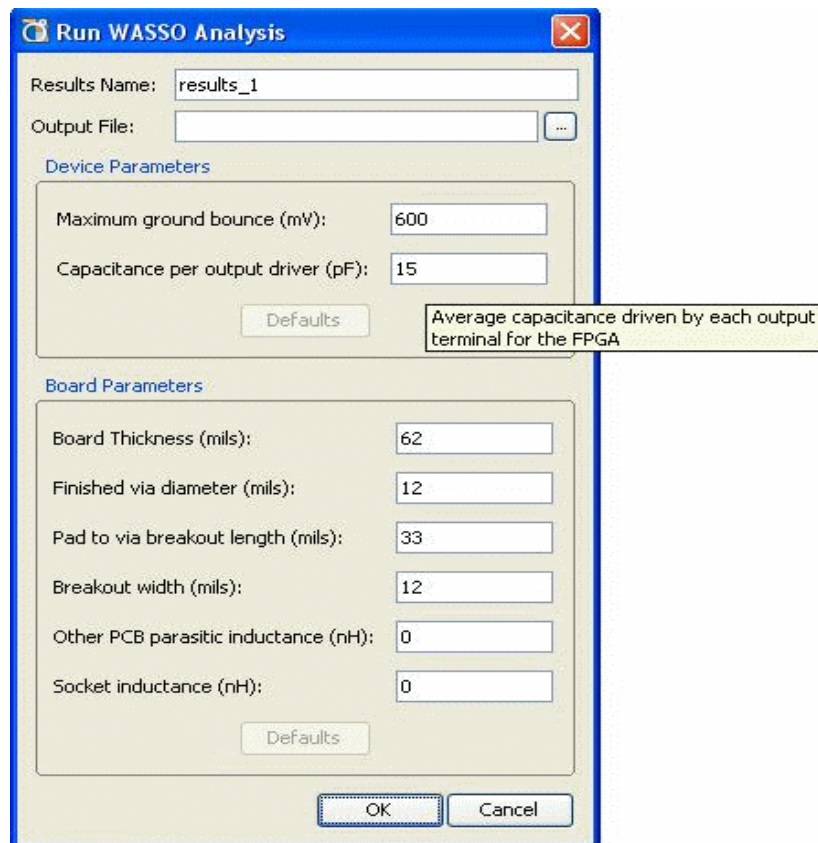 Run WASSO Analysis
Results Name: results_1
Output File: ...
Device Parameters
Maximum ground bounce (mV): 600
Capacitance per output driver (pF): 15
Defaults
Average capacitance driven by each output
terminal for the FPGA
Board Parameters
Board Thickness (mils): 62
Finished via diameter (mils): 12
Pad to via breakout length (mils): 33
Breakout width (mils): 12
Other PCB parasitic inductance (nH): 0
Socket inductance (nH): 0
Defaults
OK Cancel